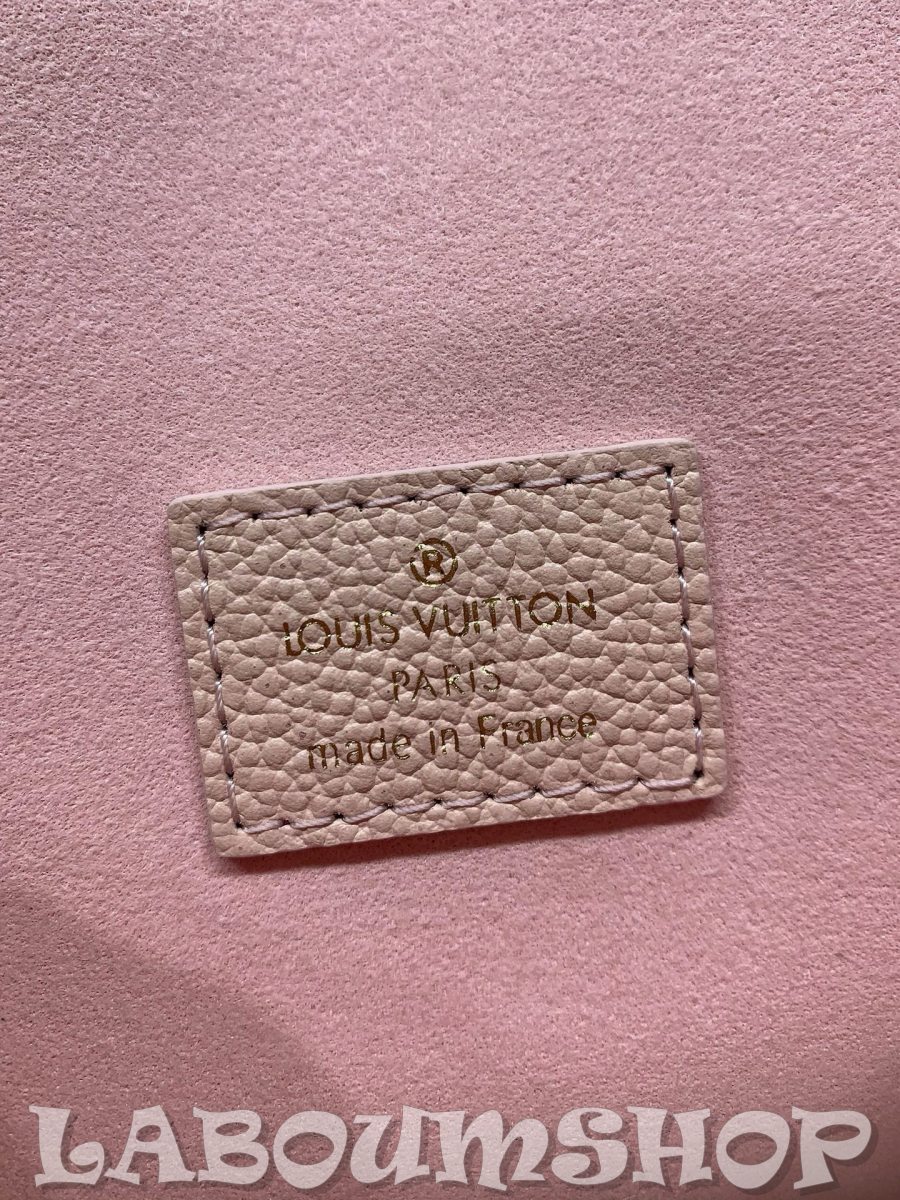 ®
LOUIS VUITTON
PARIS
made in France
LABOUMSHOP